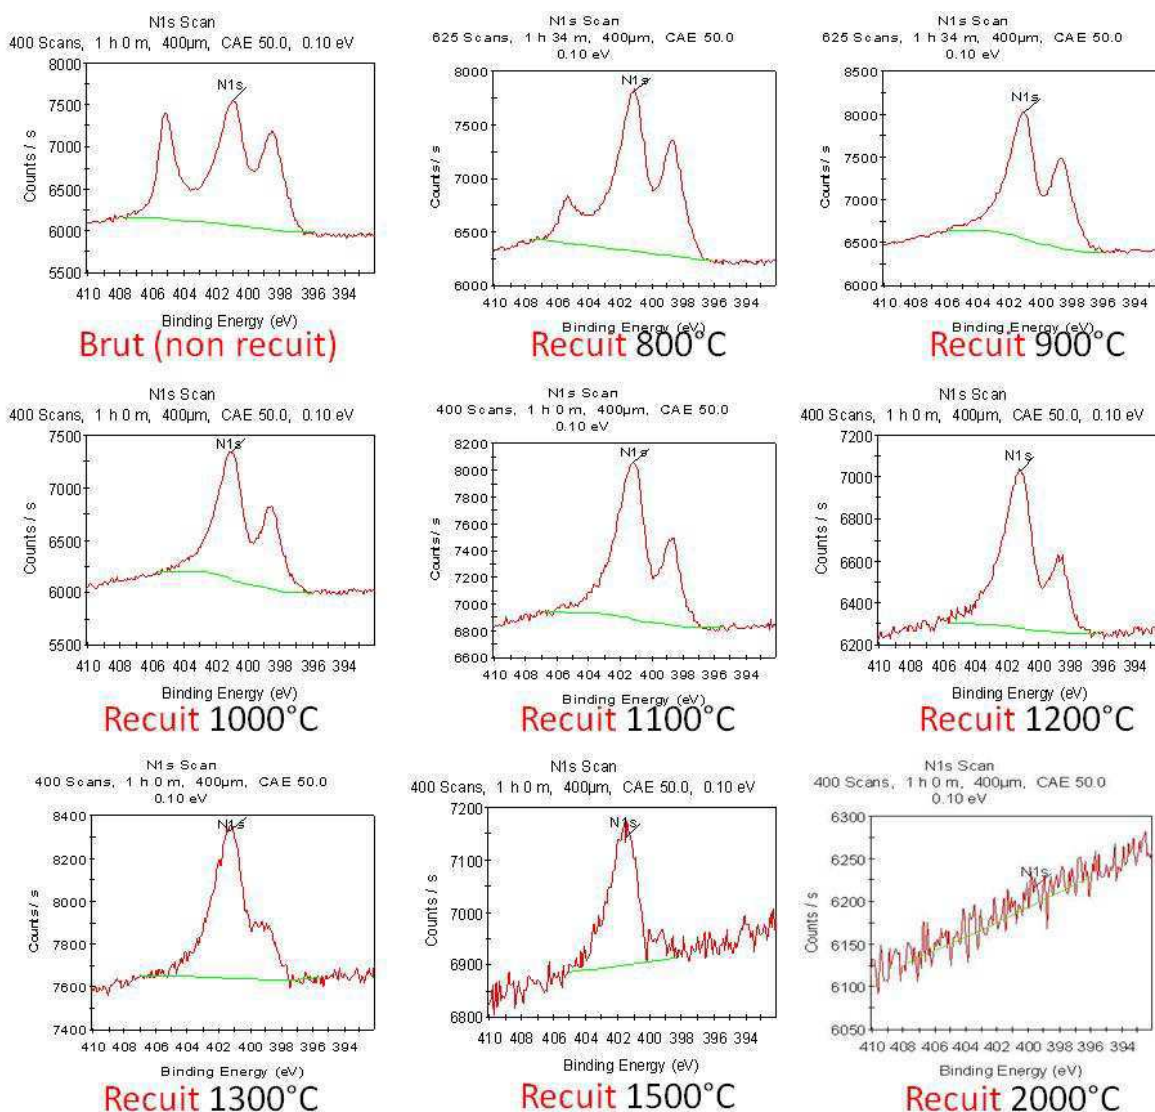 N1s Scan
400 Scans, 1 h 0 m, 400µm, CAE 50.0, 0.10 eV
8000
7500
7000
6500
6000
5500
Counts / s
N1s
410 408 406 404 402 400 398 396 394
Binding Energy (eV)
Brut (non recuit)
N1s Scan
625 Scans, 1 h 34 m, 400µm, CAE 50.0
0.10 eV
8000
7500
7000
6500
6000
Counts / s
N1s
410 408 406 404 402 400 398 396 394
Binding Energy (eV)
Recuit 800°C
N1s Scan
625 Scans, 1 h 34 m, 400µm, CAE 50.0
0.10 eV
8500
8000
7500
7000
6500
6000
Counts / s
N1s
410 408 406 404 402 400 398 396 394
Binding Energy (eV)
Recuit 900°C
N1s Scan
400 Scans, 1 h 0 m, 400µm, CAE 50.0, 0.10 eV
7500
7000
6500
6000
5500
Counts / s
N1s
410 408 406 404 402 400 398 396 394
Binding Energy (eV)
Recuit 1000°C
N1s Scan
400 Scans, 1 h 0 m, 400µm, CAE 50.0
0.10 eV
8200
8000
7800
7600
7400
7200
7000
6800
6600
Counts / s
N1s
410 408 406 404 402 400 398 396 394
Binding Energy (eV)
Recuit 1100°C
N1s Scan
400 Scans, 1 h 0 m, 400µm, CAE 50.0, 0.10 eV
7200
7000
6800
6600
6400
6200
Counts / s
N1s
410 408 406 404 402 400 398 396 394
Binding Energy (eV)
Recuit 1200°C
N1s Scan
400 Scans, 1 h 0 m, 400µm, CAE 50.0
0.10 eV
8400
8200
8000
7800
7600
7400
Counts / s
N1s
410 408 406 404 402 400 398 396 394
Binding Energy (eV)
Recuit 1300°C
N1s Scan
400 Scans, 1 h 0 m, 400µm, CAE 50.0, 0.10 eV
7200
7100
7000
6900
6800
Counts / s
N1s
410 408 406 404 402 400 398 396 394
Binding Energy (eV)
Recuit 1500°C
N1s Scan
400 Scans, 1 h 0 m, 400µm, CAE 50.0
0.10 eV
6300
6250
6200
6150
6100
6050
Counts / s
N1s
410 408 406 404 402 400 398 396 394
Binding Energy (eV)
Recuit 2000°C